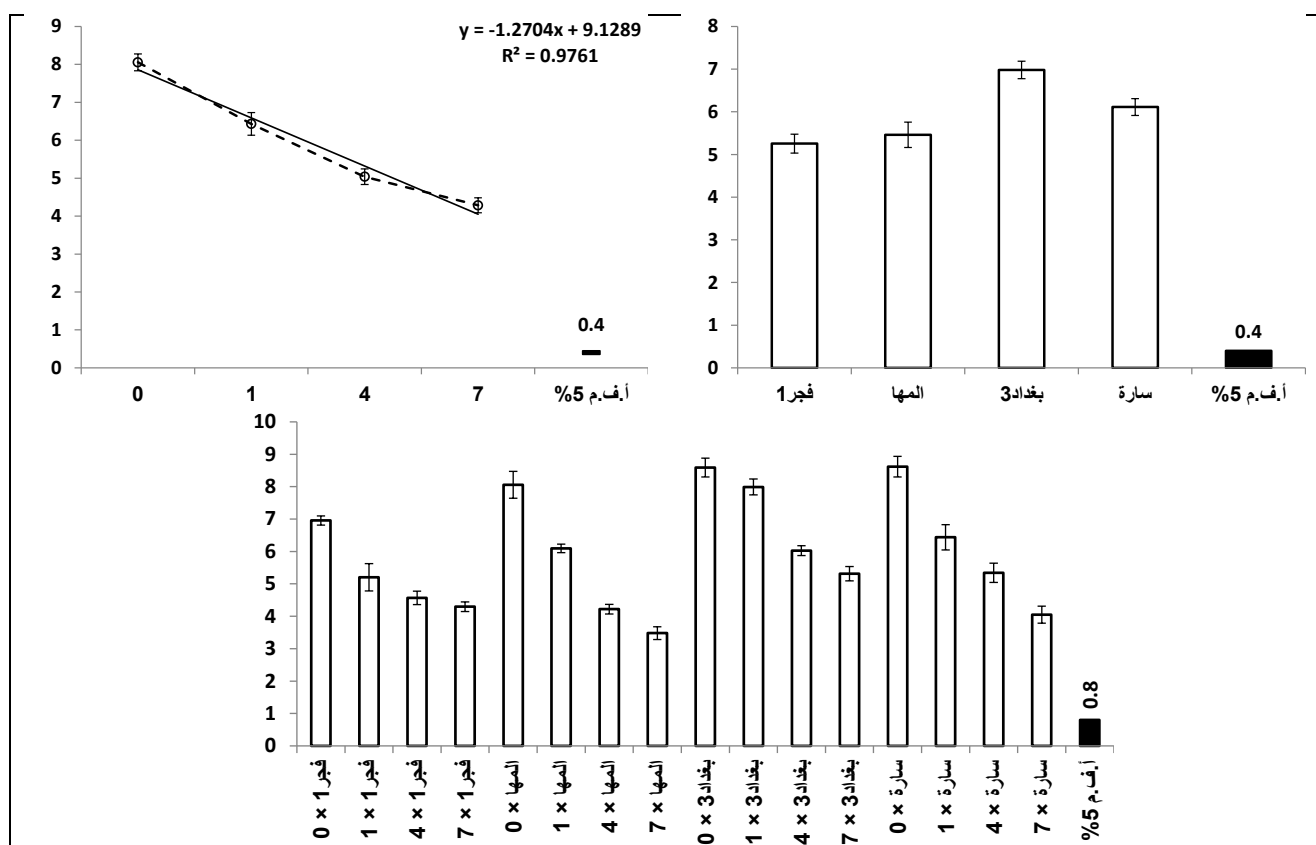 y = -1.2704x + 9.1289
R² = 0.9761
9
8
7
6
5
4
3
2
1
0
0.4
0 1 4 7 أ.ف.م 5%
8
7
6
5
4
3
2
1
0
0.4
فجر1 المها بغداد3 سارة أ.ف.م 5%
10
9
8
7
6
5
4
3
2
1
0
0.8
فجر1 × 0
فجر1 × 1
فجر1 × 4
فجر1 × 7
المها × 0
المها × 1
المها × 4
المها × 7
بغداد3 × 0
بغداد3 × 1
بغداد3 × 4
بغداد3 × 7
سارة × 0
سارة × 1
سارة × 4
سارة × 7
أ.ف.م 5%